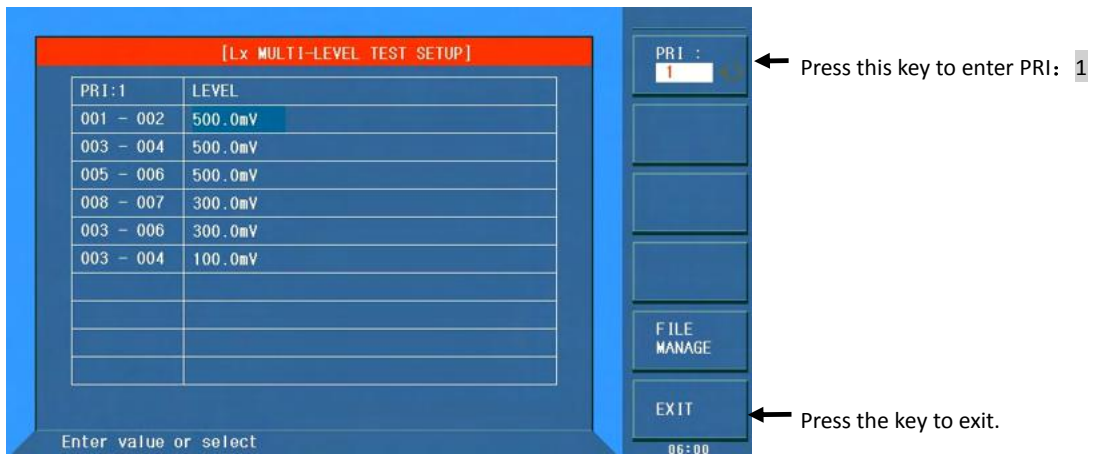 [Lx MULTI-LEVEL TEST SETUP]
PRI:1 LEVEL
001 - 002 500.0mV
003 - 004 500.0mV
005 - 006 500.0mV
008 - 007 300.0mV
003 - 006 300.0mV
003 - 004 100.0mV
Enter value or select
PRI :
1
FILE
MANAGE
EXIT
06:00
Press this key to enter PRI： 1
Press the key to exit.